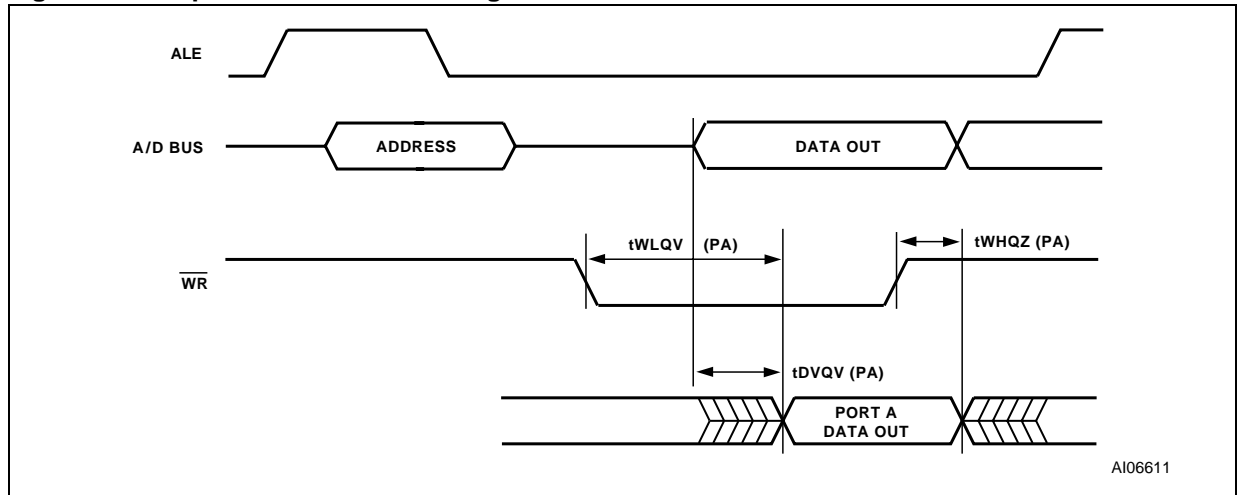 ALE
A/D BUS
ADDRESS
DATA OUT
tWLQV (PA)
tWHQZ (PA)
WR
tDVQV (PA)
PORT A
DATA OUT
AI06611